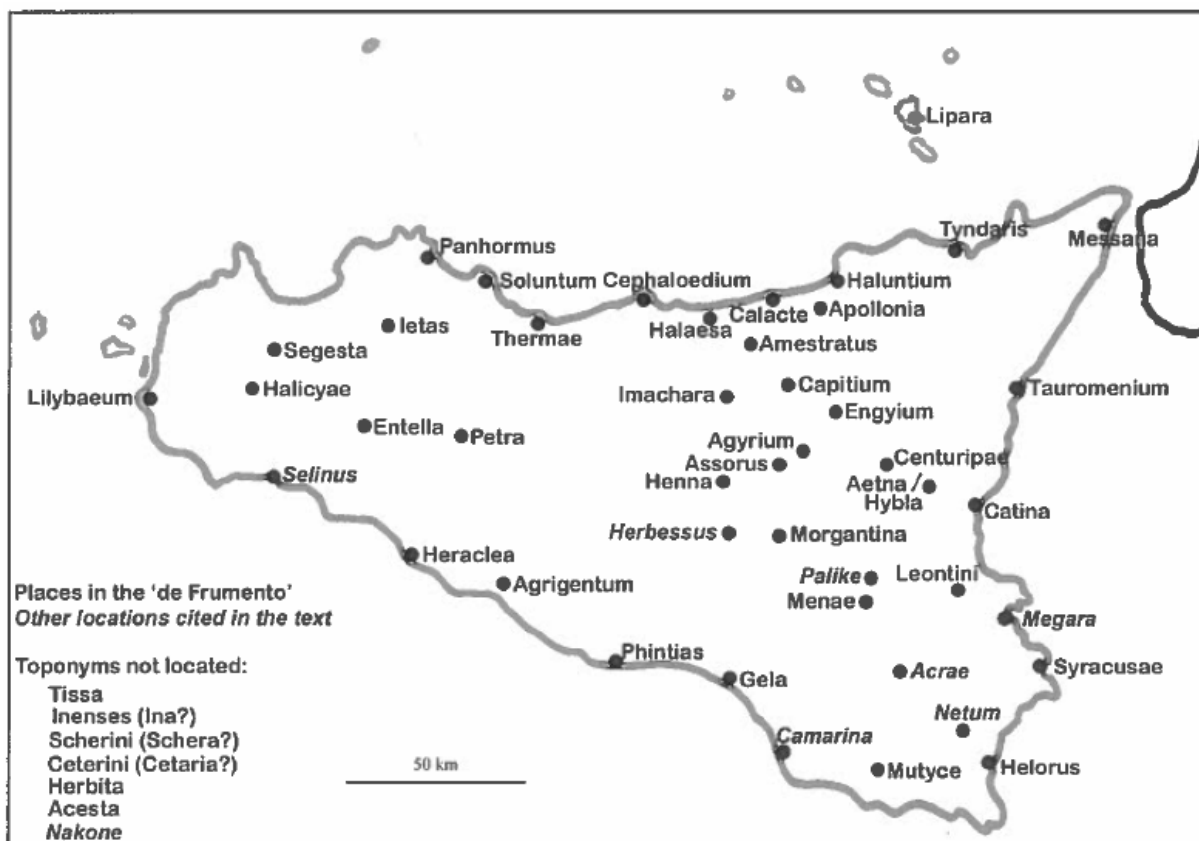 Lipara
Tyndaris
Messana
Panhormus
Soluntum
Cephaloedium
Haluntium
Ietas
Thermae
Halaesa
Calacte
Apollonia
Segesta
Amestratus
Lilybaeum
Halicyae
Imachara
Capitium
Tauromenium
Engyium
Entella
Petra
Agyrium
Assorus
Centuripae
Selinus
Henna
Aetna /
Hybla
Catina
Herbessus
Morgantina
Heraclea
Agrigentum
Palike
Leontini
Menae
Places in the ‘de Frumento’
Other locations cited in the text
Megara
Phintias
Syracusae
Gela
Acrae
Toponyms not located:
Tissa
Inenses (Ina?)
Scherini (Schera?)
Ceterini (Cetaria?)
Herbita
Acesta
Nakone
Netum
Camarina
50 km
Mutyce
Helorus